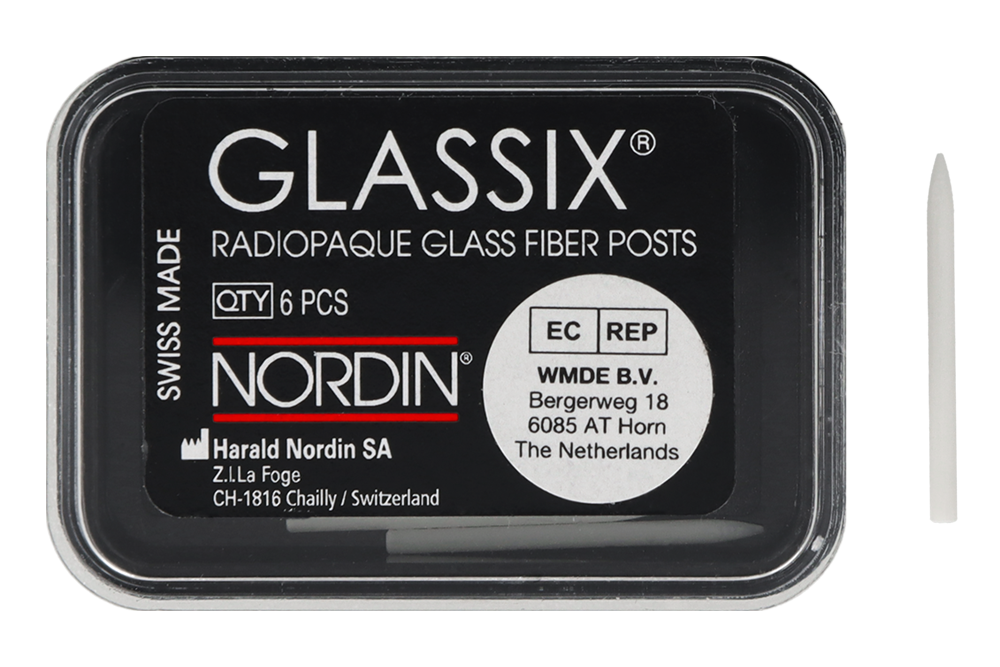 GLASSIX®
RADIOPAQUE GLASS FIBER POSTS
SWISS MADE
QTY 6 PCS
NORDIN®
Harald Nordin SA
Z.I.La Foge
CH-1816 Chailly / Switzerland
EC REP
WMDE B.V.
Bergerweg 18
6085 AT Horn
The Netherlands